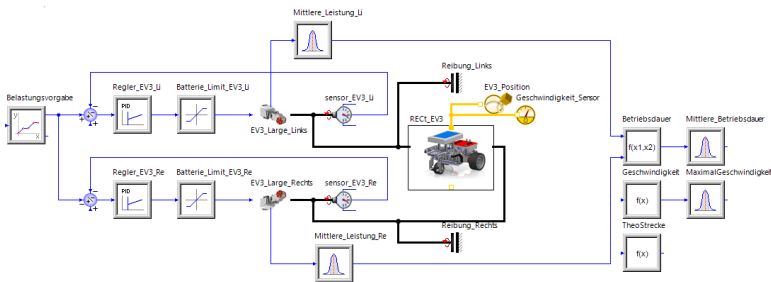 Mittlere_Leistung_Li
Reibung_Links
Regler_EV3_Li
Batterie_Limit_EV3_Li
sensor_EV3_Li
EV3_Position
Geschwindigkeit_Sensor
Belastungsvorgabe
y
x
PID
EV3_Large_Links
RECt_EV3
Betriebsdauer
Mittlere_Betriebsdauer
f(x1,x2)
Regler_EV3_Re
Batterie_Limit_EV3_Re
EV3_Large_Rechts
sensor_EV3_Re
Geschwindigkeit
MaximalGeschwindigkeit
PID
f(x)
Reibung_Rechts
TheoStrecke
Mittlere_Leistung_Re
f(x)